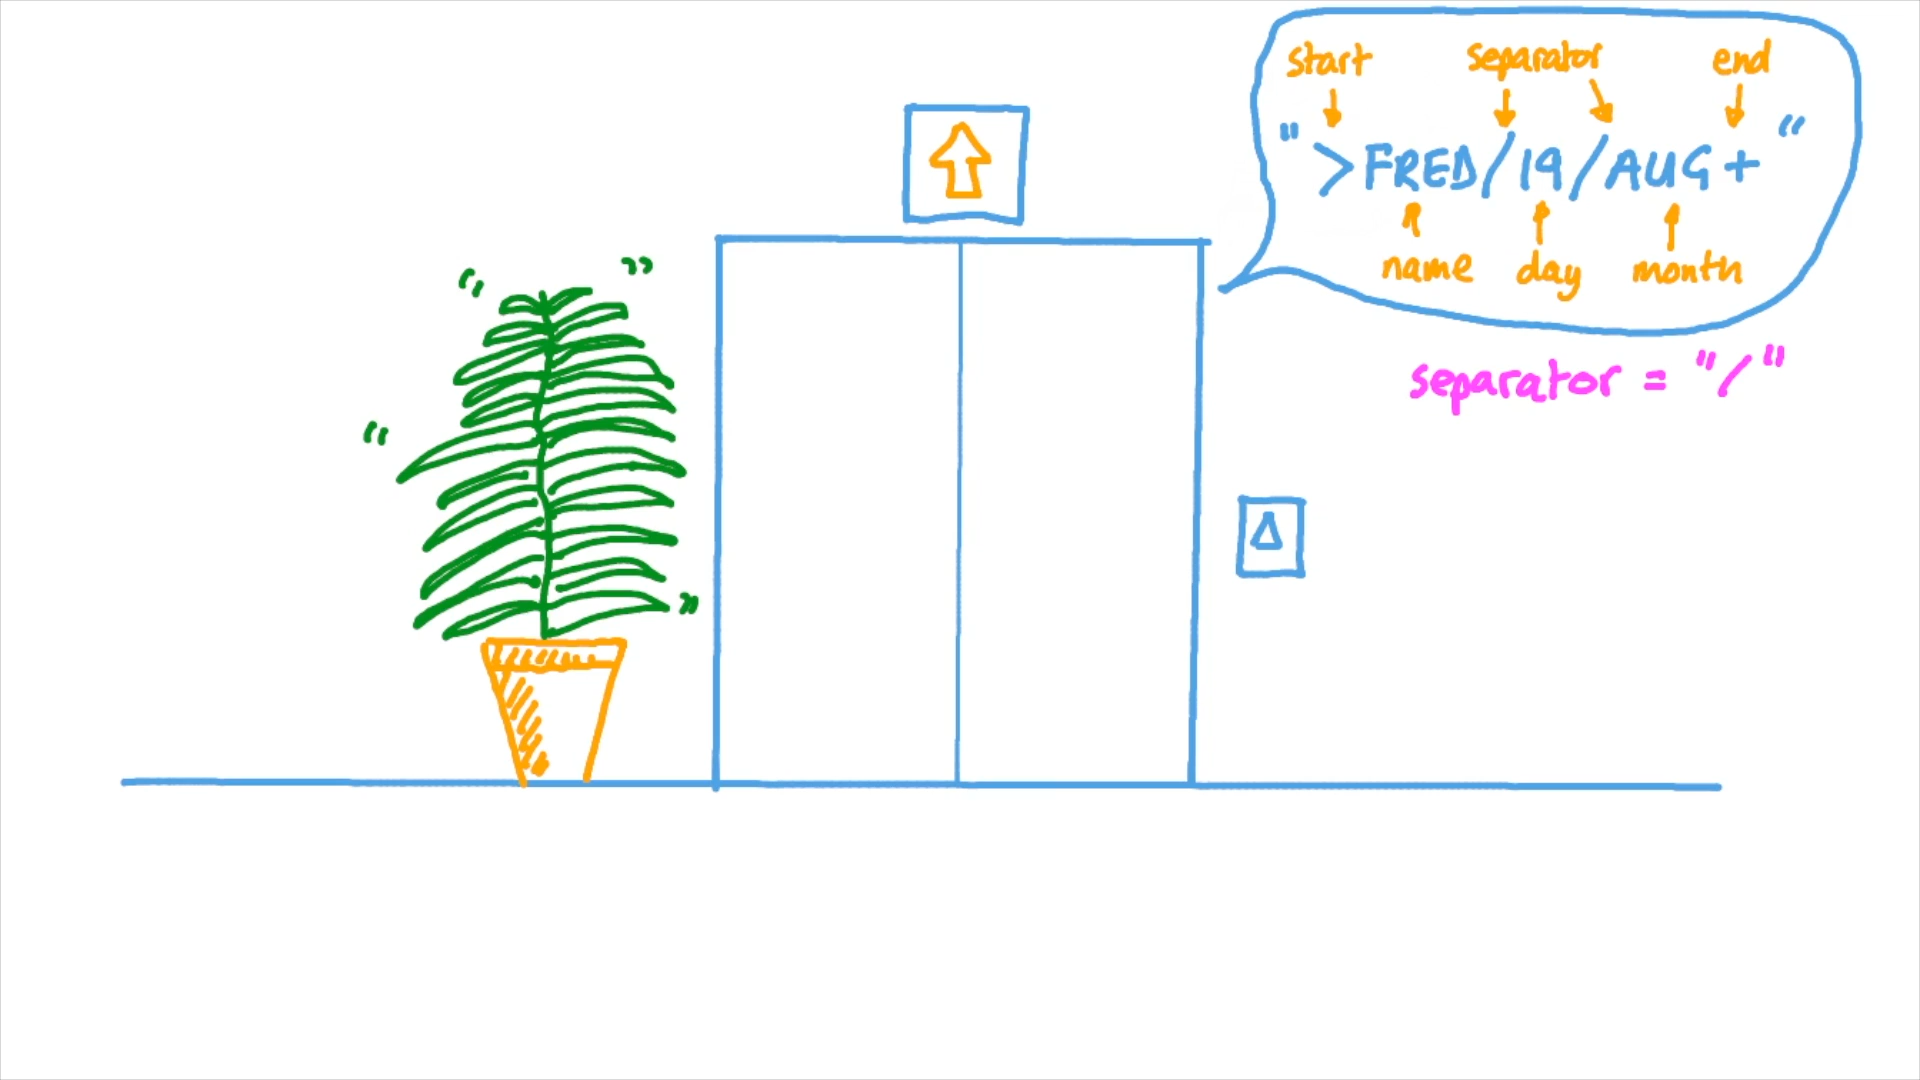 start separator end
">FRED/19/AUG+"
name day month
separator = "/"